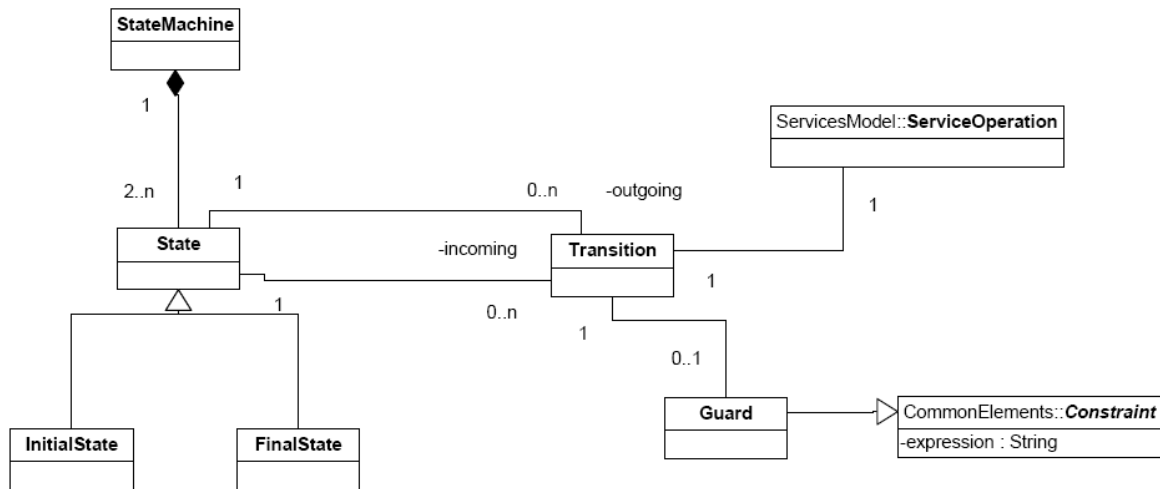 StateMachine
1
ServicesModel::ServiceOperation
2..n
1
0..n
-outgoing
1
State
-incoming
Transition
1
0..n
1
1
0..1
Guard
CommonElements::Constraint
-expression : String
InitialState
FinalState